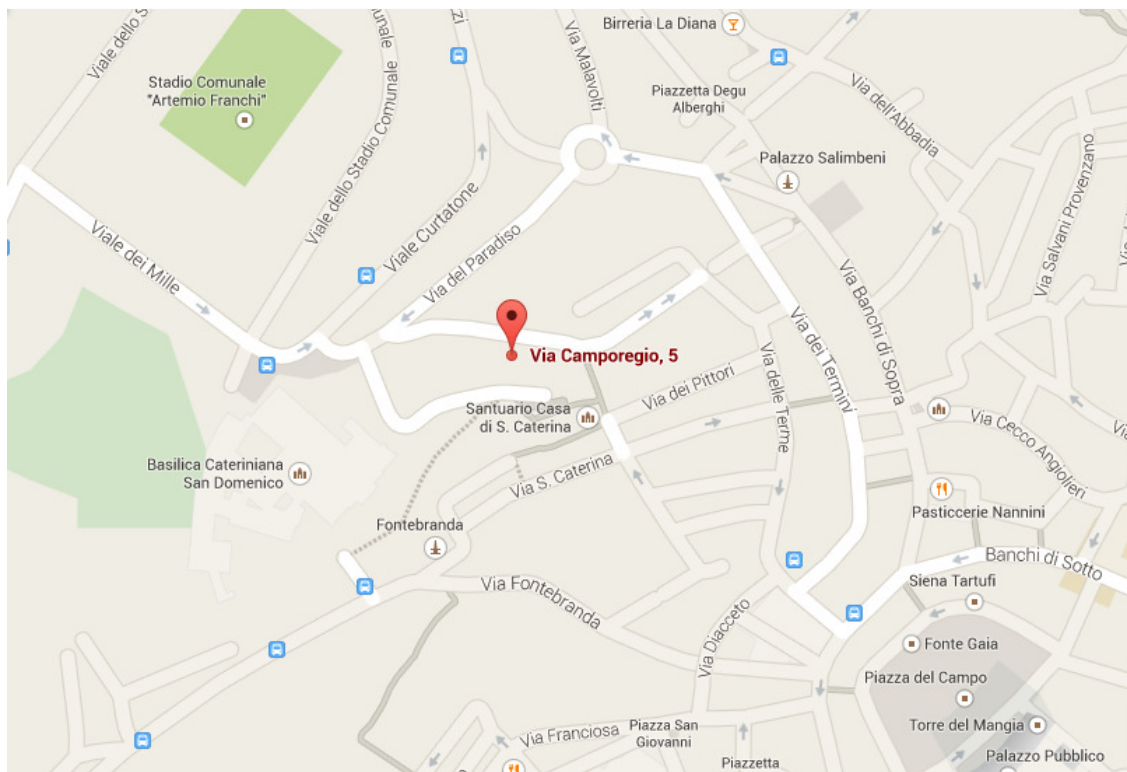 Viale dello S
Stadio Comunale
"Artemio Franchi"
Viale dello Stadio Comunale
zzi
Via Malavolti
Birreria La Diana
Piazzetta Degu
Alberghi
Via dell'Abbadia
Palazzo Salimbeni
Via Salvani Provenzano
Viale dei Mille
Viale Curtatone
Via del Paradiso
Via Banchi di Sopra
Via dei Termini
Via Camporegio, 5
Via dei Pittori
Via delle Terme
Santuario Casa
di S. Caterina
Via S. Caterina
Via Cecco Angiolieri
Basilica Cateriniana
San Domenico
Fontebranda
Pasticcerie Nannini
Banchi di Sotto
Siena Tartufi
Via Fontebranda
Via Diacceto
Fonte Gaia
Piazza del Campo
Torre del Mangia
Palazzo Pubblico
Via Franciosa
Piazza San
Giovanni
Piazzetta